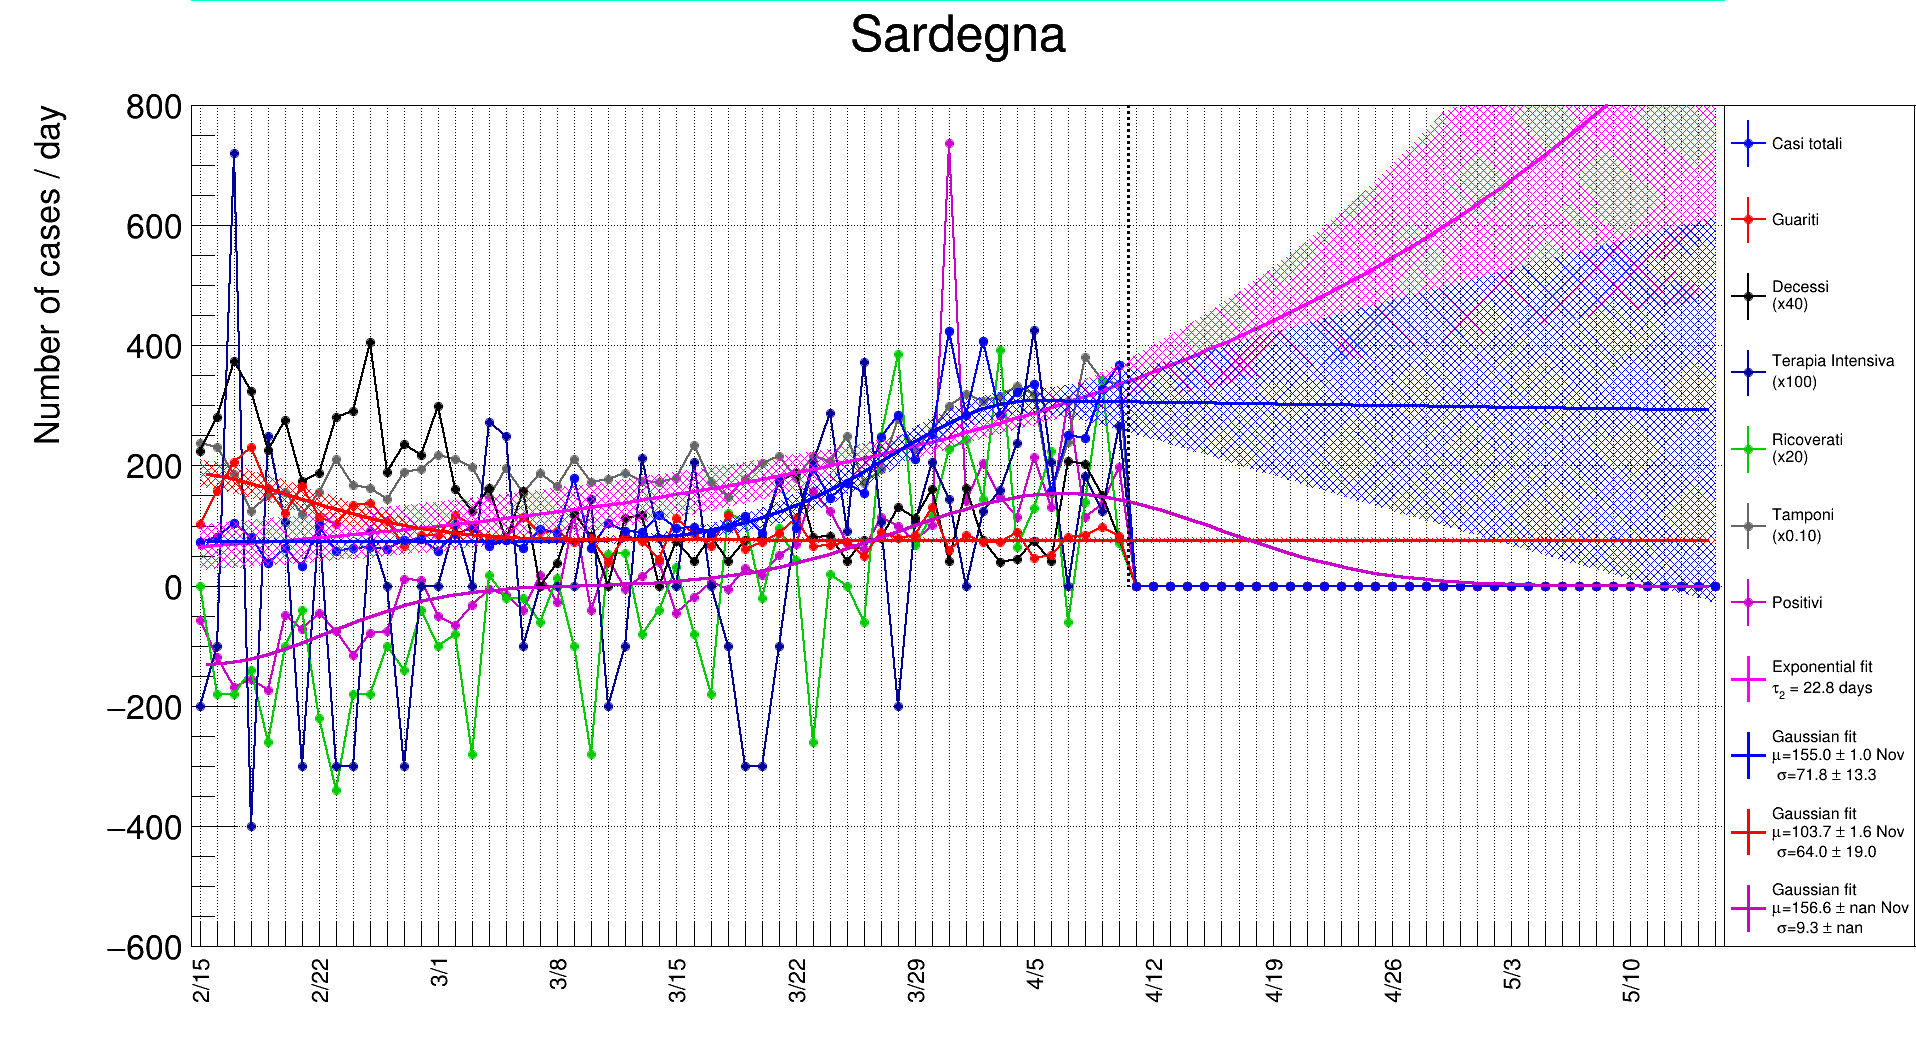 Sardegna
Number of cases / day
800
600
400
200
0
−200
−400
−600
2/15
2/22
3/1
3/8
3/15
3/22
3/29
4/5
4/12
4/19
4/26
5/3
5/10
Casi totali
Guariti
Decessi
(x40)
Terapia Intensiva
(x100)
Ricoverati
(x20)
Tamponi
(x0.10)
Positivi
Exponential fit
τ2 = 22.8 days
Gaussian fit
μ=155.0 ± 1.0 Nov
σ=71.8 ± 13.3
Gaussian fit
μ=103.7 ± 1.6 Nov
σ=64.0 ± 19.0
Gaussian fit
μ=156.6 ± nan Nov
σ=9.3 ± nan